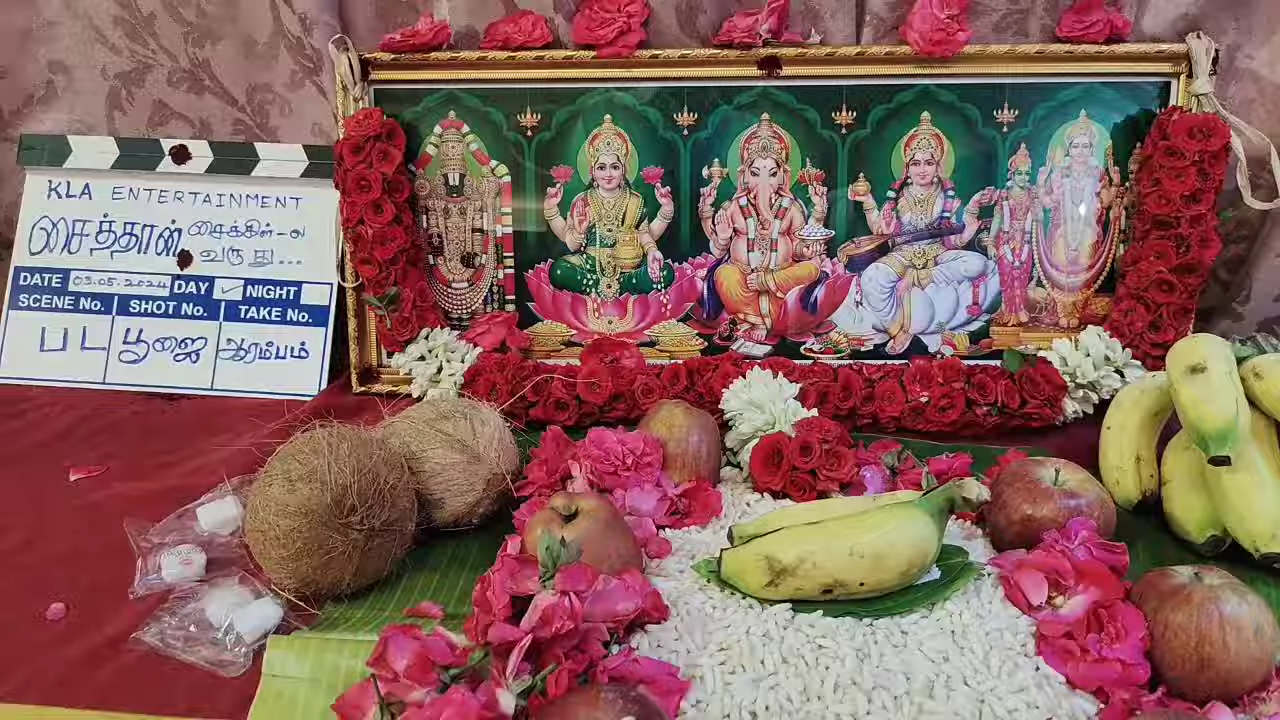 KLA ENTERTAINMENT
சைத்தான் சைக்கிள்-ல
வருது...
DATE 03.05.2024 DAY ✓ NIGHT
SCENE No. SHOT No. TAKE No.
பட பூஜை ஆரம்பம்